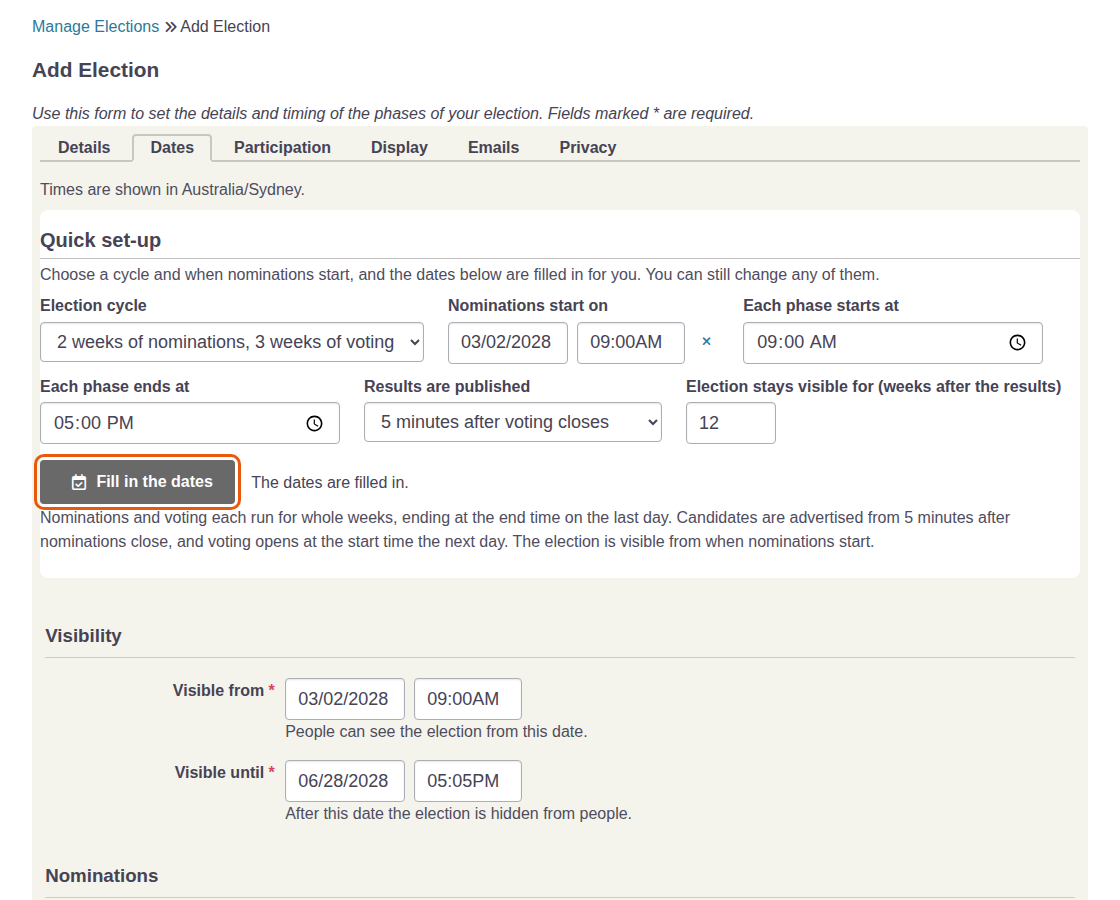 Manage Elections » Add Election
Add Election
Use this form to set the details and timing of the phases of your election. Fields marked * are required.
Details Dates Participation Display Emails Privacy
Times are shown in Australia/Sydney.
Quick set-up
Choose a cycle and when nominations start, and the dates below are filled in for you. You can still change any of them.
Election cycle Nominations start on Each phase starts at
2 weeks of nominations, 3 weeks of voting 03/02/2028 09:00AM × 09:00 AM
Each phase ends at Results are published Election stays visible for (weeks after the results)
05:00 PM 5 minutes after voting closes 12
Fill in the dates The dates are filled in.
Nominations and voting each run for whole weeks, ending at the end time on the last day. Candidates are advertised from 5 minutes after
nominations close, and voting opens at the start time the next day. The election is visible from when nominations start.
Visibility
Visible from * 03/02/2028 09:00AM
People can see the election from this date.
Visible until * 06/28/2028 05:05PM
After this date the election is hidden from people.
Nominations